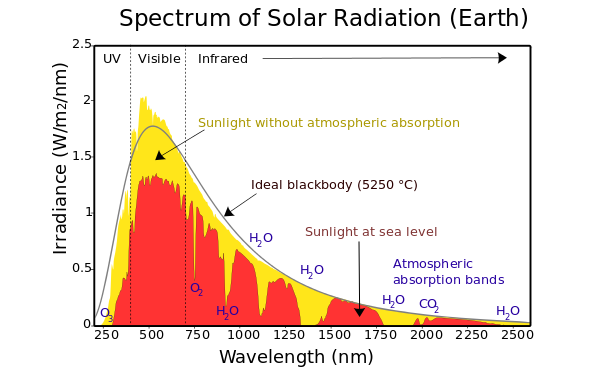 Spectrum of Solar Radiation (Earth)
Irradiance (W/m2/nm)
2.5
2
1.5
1
0.5
0
UV
Visible
Infrared
Sunlight without atmospheric absorption
Ideal blackbody (5250 °C)
Sunlight at sea level
H2O
H2O
Atmospheric
absorption bands
O3
O2
H2O
H2O
CO2
H2O
250 500 750 1000 1250 1500 1750 2000 2250 2500
Wavelength (nm)